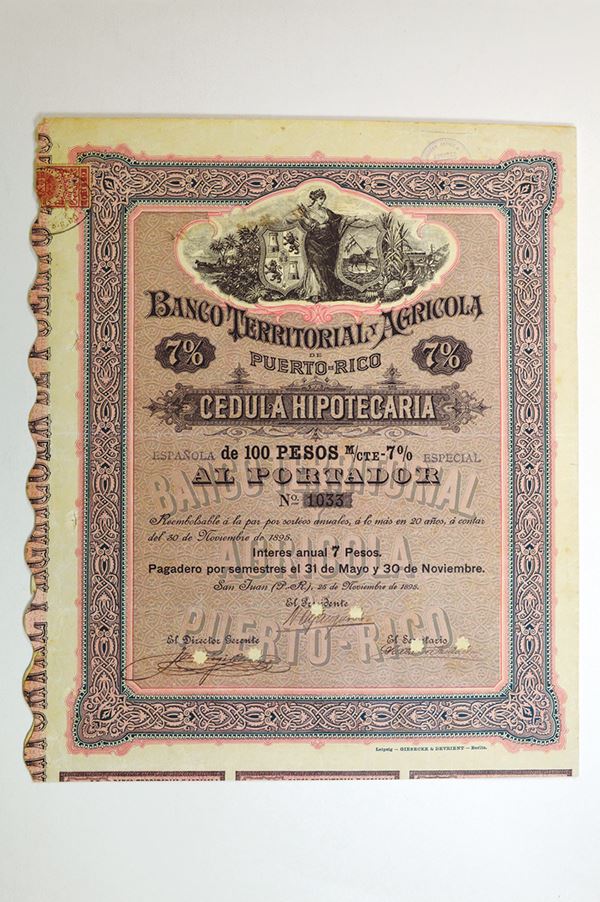 BANCO TERRITORIAL Y AGRICOLA
DE
PUERTO-RICO
7% 7%
CEDULA HIPOTECARIA
ESPAÑOLA de 100 PESOS M/CTE-7% ESPECIAL
AL PORTADOR
Nº 1033
Reembolsable á la par por sorteos anuales, á lo más en 20 años, á contar
del 30 de Noviembre de 1895.
Interes anual 7 Pesos.
Pagadero por semestres el 31 de Mayo y 30 de Noviembre.
San Juan (P.-R.), 25 de Noviembre de 1895.
El Presidente
El Director Gerente El Secretario
BANCO TERRITORIAL
AGRICOLA
PUERTO-RICO
Leipzig — GIESECKE & DEVRIENT — Berlin.